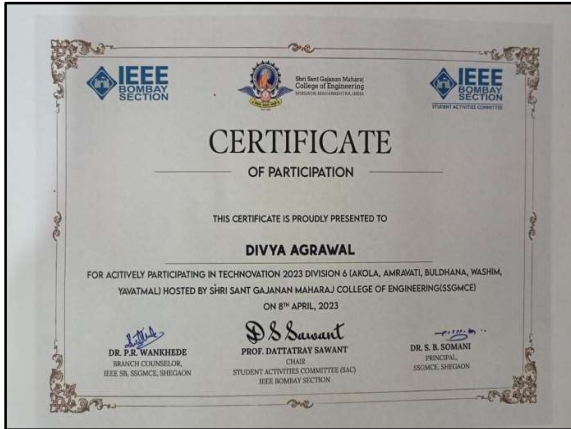 IEEE
BOMBAY
SECTION
Shri Sant Gajanan Maharaj
College of Engineering
SHEGAON, MAHARASHTRA, INDIA
IEEE
BOMBAY
SECTION
STUDENT ACTIVITIES COMMITTEE
CERTIFICATE
OF PARTICIPATION
THIS CERTIFICATE IS PROUDLY PRESENTED TO
DIVYA AGRAWAL
FOR ACITIVELY PARTICIPATING IN TECHNOVATION 2023 DIVISION 6 (AKOLA, AMRAVATI, BULDHANA, WASHIM,
YAVATMAL) HOSTED BY SHRI SANT GAJANAN MAHARAJ COLLEGE OF ENGINEERING(SSGMCE)
ON 8TH APRIL, 2023
D S Sawant
DR. P.R. WANKHEDE
BRANCH COUNSELOR,
IEEE SB, SSGMCE, SHEGAON
PROF. DATTATRAY SAWANT
CHAIR
STUDENT ACTIVITIES COMMITTEE (SAC)
IEEE BOMBAY SECTION
DR. S. B. SOMANI
PRINCIPAL,
SSGMCE, SHEGAON